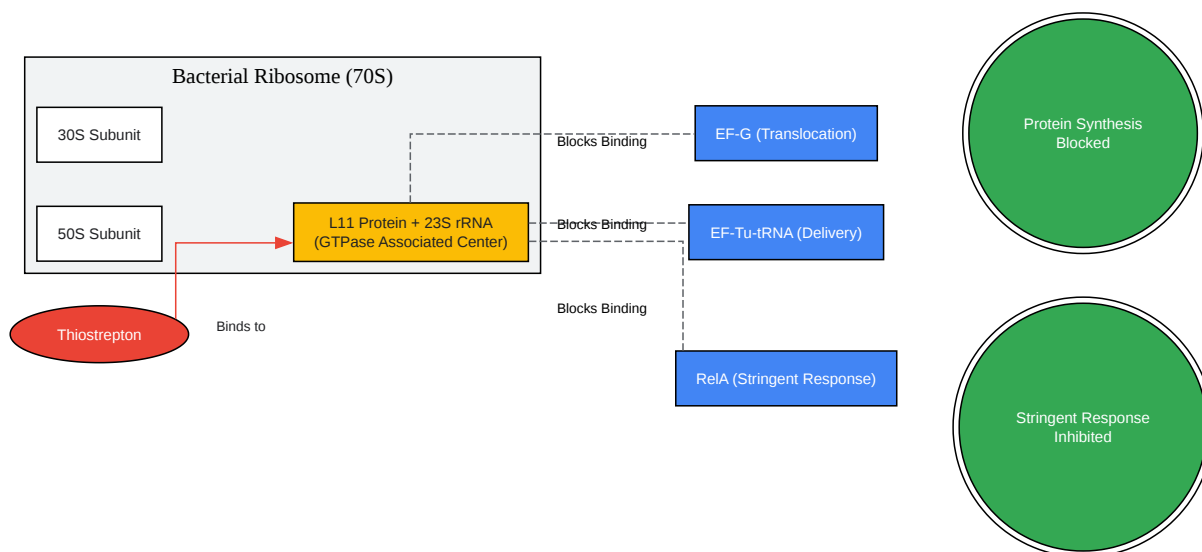 Bacterial Ribosome (70S)
30S Subunit
50S Subunit
L11 Protein + 23S rRNA
(GTPase Associated Center)
Thiostrepton
Binds to
Blocks Binding
EF-G (Translocation)
Blocks Binding
EF-Tu-tRNA (Delivery)
Blocks Binding
RelA (Stringent Response)
Protein Synthesis
Blocked
Stringent Response
Inhibited